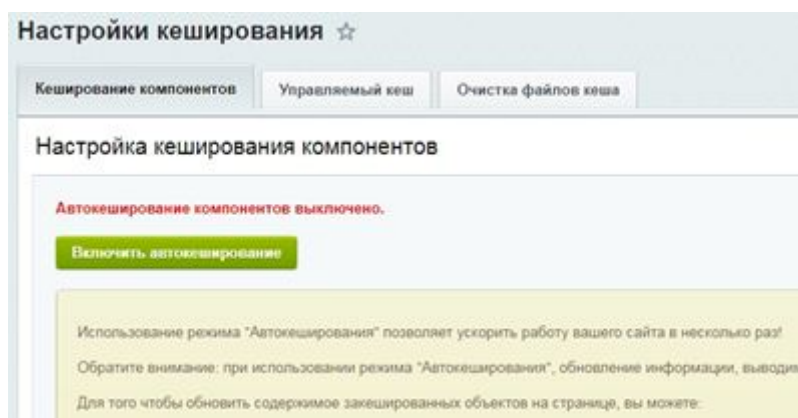 Настройки кеширования
Кеширование компонентов Управляемый кеш Очистка файлов кеша
Настройка кеширования компонентов
Автокеширование компонентов выключено.
Включить автокеширование
Использование режима "Автокеширования" позволяет ускорить работу вашего сайта в несколько раз!
Обратите внимание: при использовании режима "Автокеширования", обновление информации,
Для того чтобы обновить содержимое закешированных объектов на странице, вы можете: